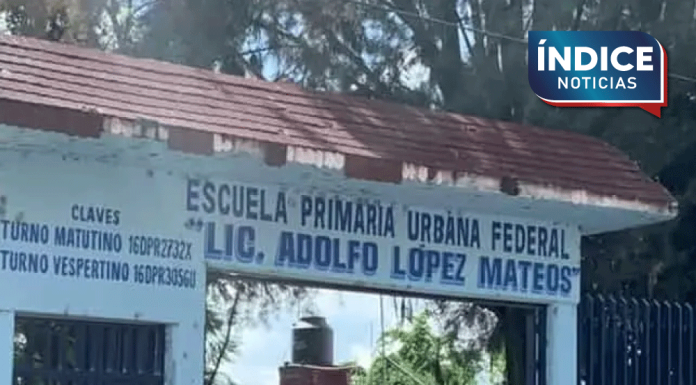 ÍNDICE
NOTICIAS
ESCUELA PRIMARIA URBANA FEDERAL
"LIC. ADOLFO LÓPEZ MATEOS"
CLAVES
TURNO MATUTINO 16DPR2732X
TURNO VESPERTINO 16DPR3056U